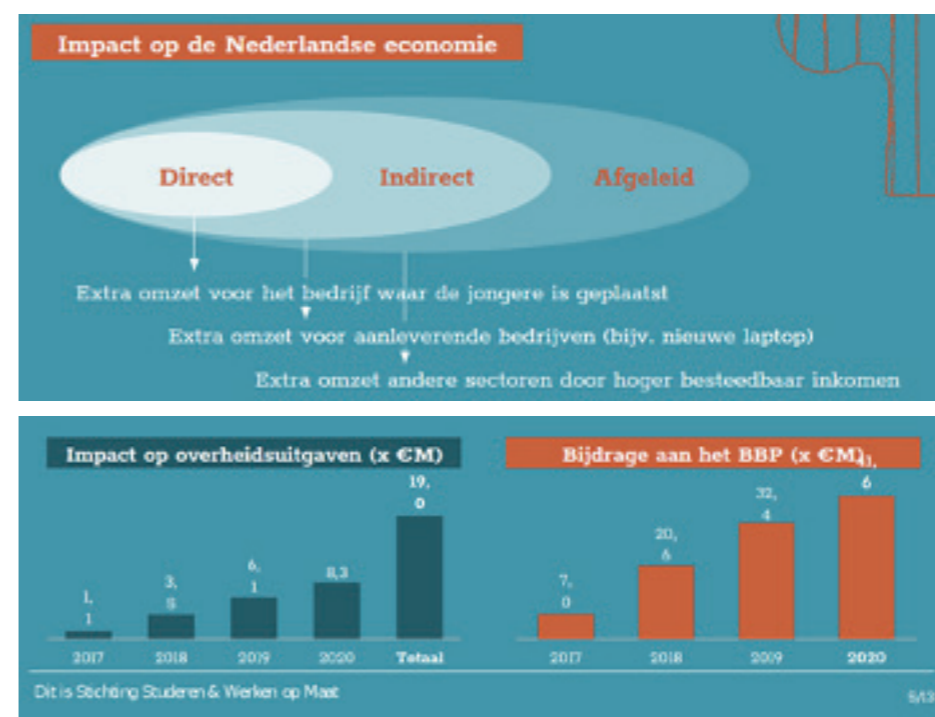 Impact op de Nederlandse economie
Direct
Indirect
Afgeleid
Extra omzet voor het bedrijf waar de jongere is geplaatst
Extra omzet voor aanleverende bedrijven (bijv. nieuwe laptop)
Extra omzet andere sectoren door hoger besteedbaar inkomen
Impact op overheidsuitgaven (x €M)
1,
1
3,
5
6,
1
8,3
19,
0
2017
2018
2019
2020
Totaal
Bijdrage aan het BBP (x €M)
7,
0
20,
6
32,
4
41,
6
2017
2018
2019
2020
Dit is Stichting Studeren & Werken op Maat
5/13